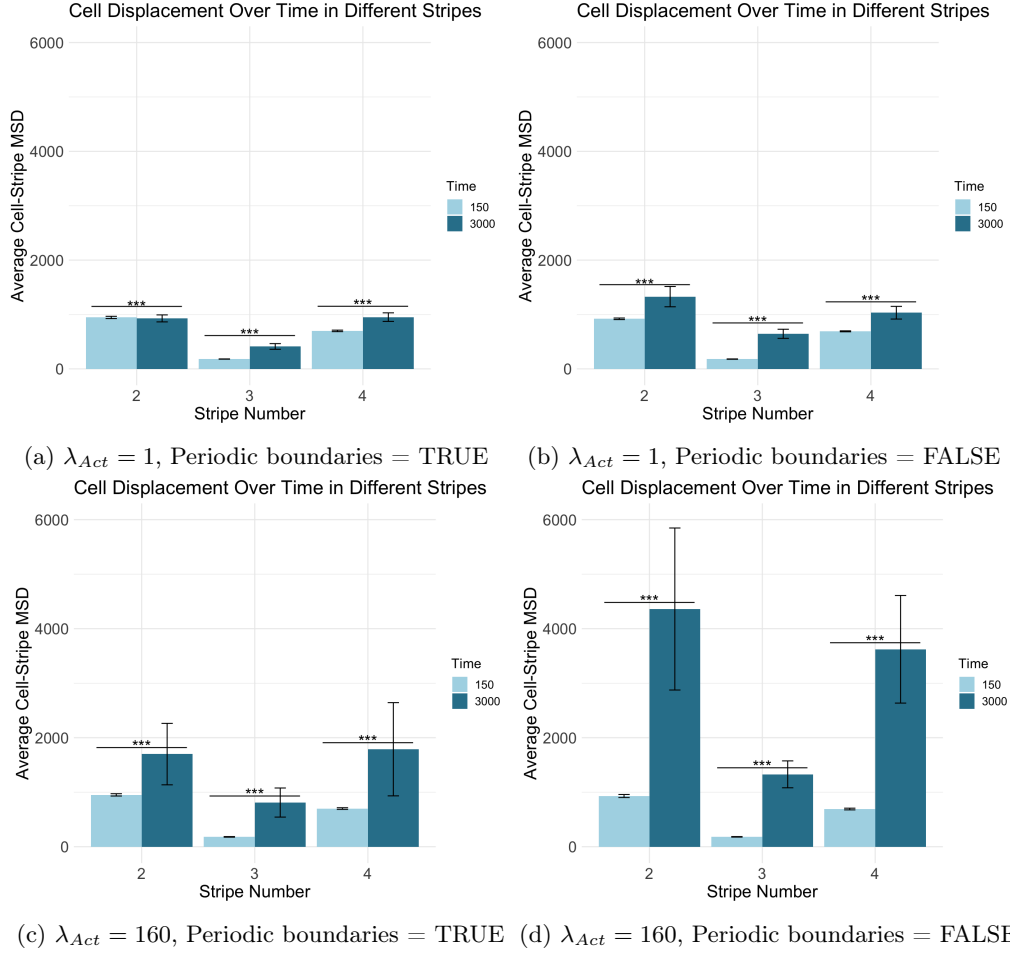 Cell Displacement Over Time in Different Stripes
6000
4000
2000
0
Average Cell-Stripe MSD
***
***
***
2
3
4
Stripe Number
Time
150
3000
(a) λ_Act = 1, Periodic boundaries = TRUE
Cell Displacement Over Time in Different Stripes
6000
4000
2000
0
Average Cell-Stripe MSD
***
***
***
2
3
4
Stripe Number
Time
150
3000
(b) λ_Act = 1, Periodic boundaries = FALSE
Cell Displacement Over Time in Different Stripes
6000
4000
2000
0
Average Cell-Stripe MSD
***
***
***
2
3
4
Stripe Number
Time
150
3000
(c) λ_Act = 160, Periodic boundaries = TRUE
Cell Displacement Over Time in Different Stripes
6000
4000
2000
0
Average Cell-Stripe MSD
***
***
***
2
3
4
Stripe Number
Time
150
3000
(d) λ_Act = 160, Periodic boundaries = FALSE